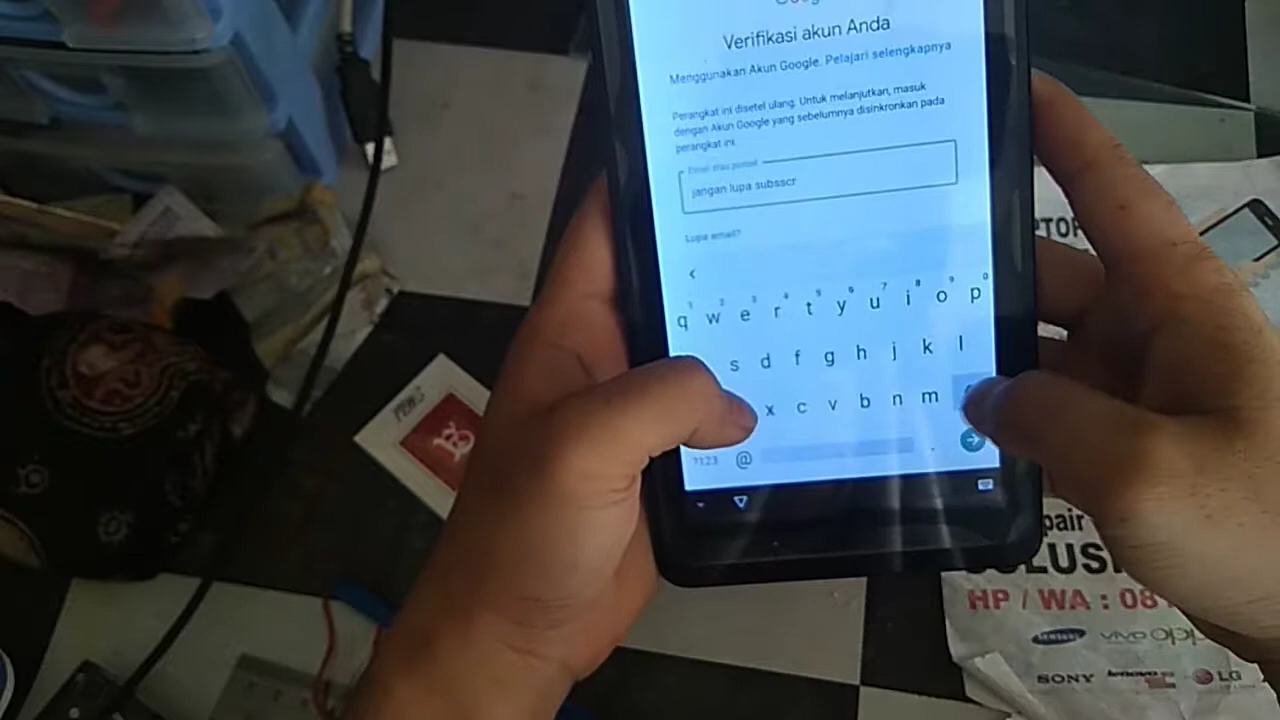 Verifikasi akun Anda
Menggunakan Akun Google. Pelajari selengkapnya
Perangkat ini disetel ulang. Untuk melanjutkan, masuk
dengan Akun Google yang sebelumnya disinkronkan pada
perangkat ini.
Email atau ponsel
jangan lupa subsscr
Lupa email?
q w e r t y u i o p
s d f g h j k l
x c v b n m
?123 @ .
HP / WA : 08
SAMSUNG vivo
SONY lenovo LG